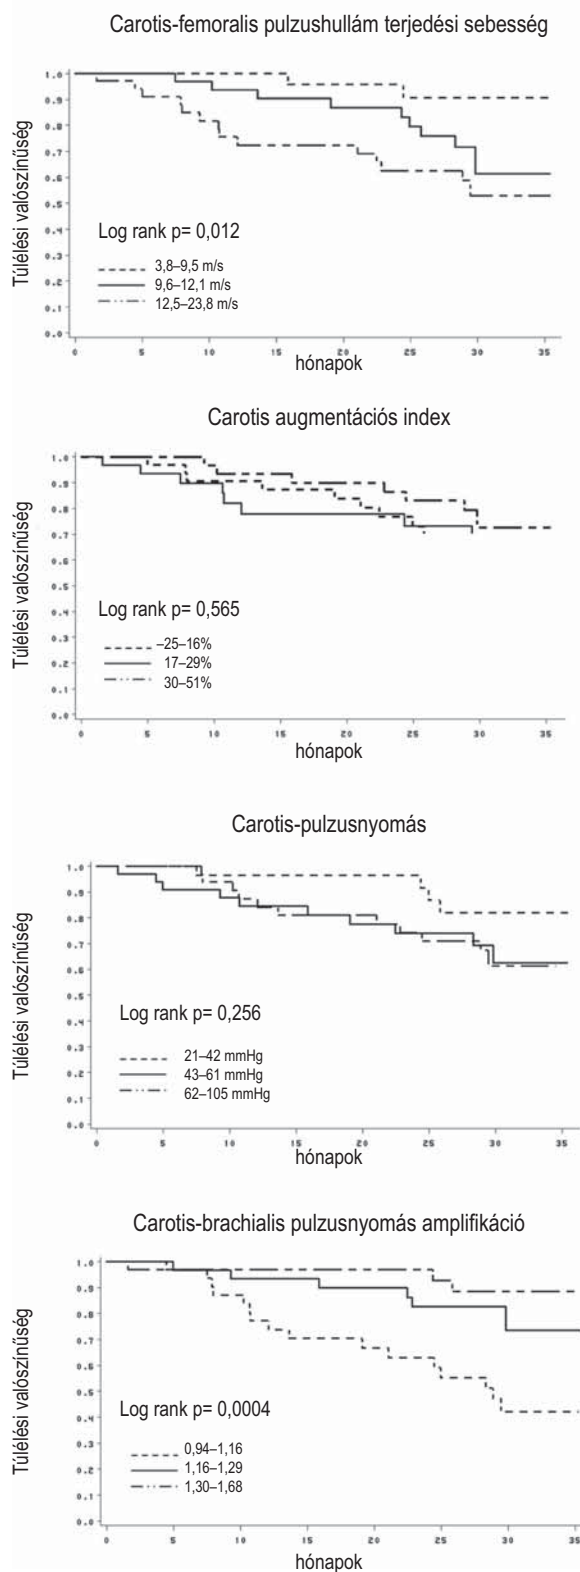 Carotis-femoralis pulzushullám terjedési sebesség
Túlélési valószínűség
1.0
0.9
0.8
0.7
0.6
0.5
0.4
0.3
0.2
0.1
0.0
Log rank p= 0,012
3,8–9,5 m/s
9,6–12,1 m/s
12,5–23,8 m/s
0 5 10 15 20 25 30 35
hónapok
Carotis augmentációs index
Túlélési valószínűség
1.0
0.9
0.8
0.7
0.6
0.5
0.4
0.3
0.2
0.1
0.0
Log rank p= 0,565
–25–16%
17–29%
30–51%
0 5 10 15 20 25 30 35
hónapok
Carotis-pulzusnyomás
Túlélési valószínűség
1.0
0.9
0.8
0.7
0.6
0.5
0.4
0.3
0.2
0.1
0.0
Log rank p= 0,256
21–42 mmHg
43–61 mmHg
62–105 mmHg
0 5 10 15 20 25 30 35
hónapok
Carotis-brachialis pulzusnyomás amplifikáció
Túlélési valószínűség
1.0
0.9
0.8
0.7
0.6
0.5
0.4
0.3
0.2
0.1
0.0
Log rank p= 0,0004
0,94–1,16
1,16–1,29
1,30–1,68
0 5 10 15 20 25 30 35
hónapok